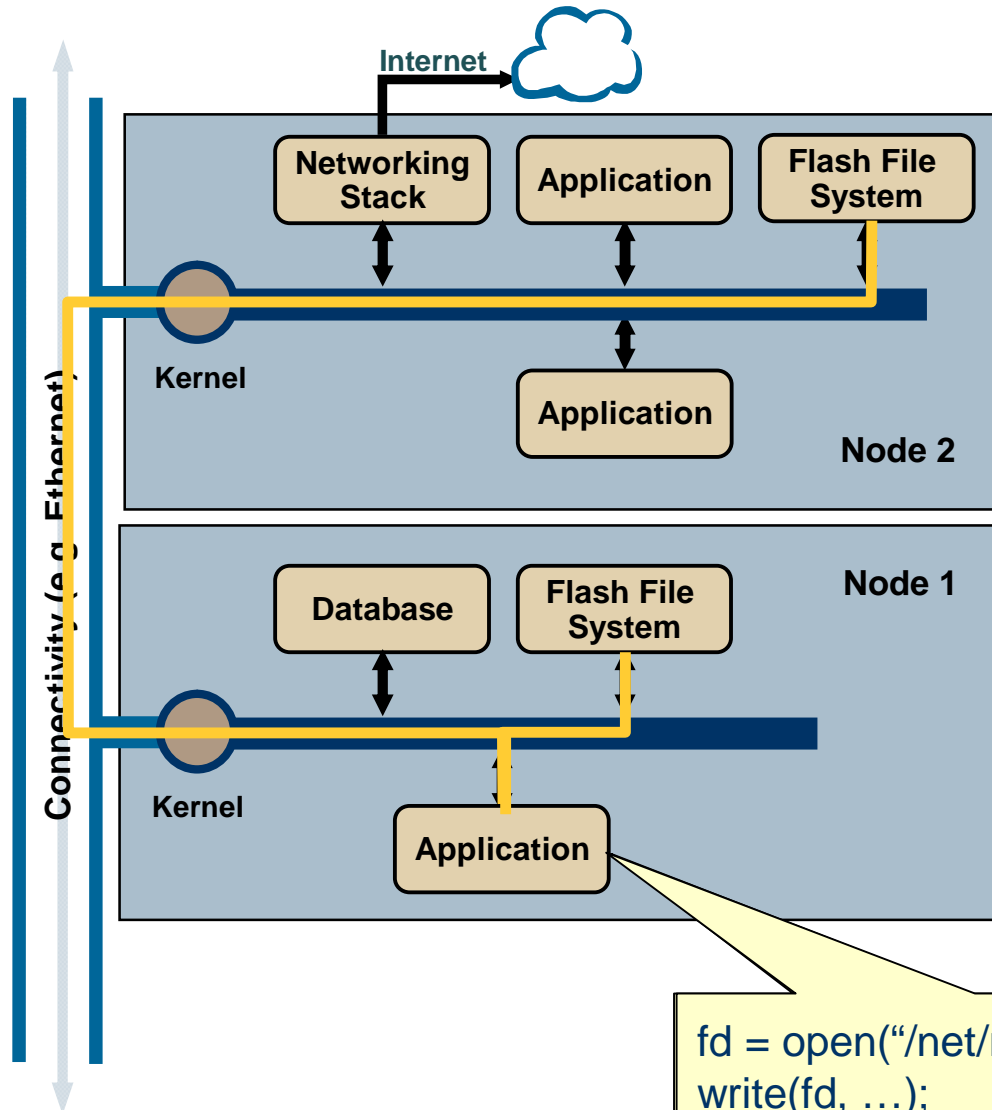 Internet
Networking
Stack
Application
Flash File
System
Kernel
Application
Node 2
Connectivity (e.g. Ethernet)
Node 1
Database
Flash File
System
Kernel
Application
fd = open(“/net/
write(fd, …);